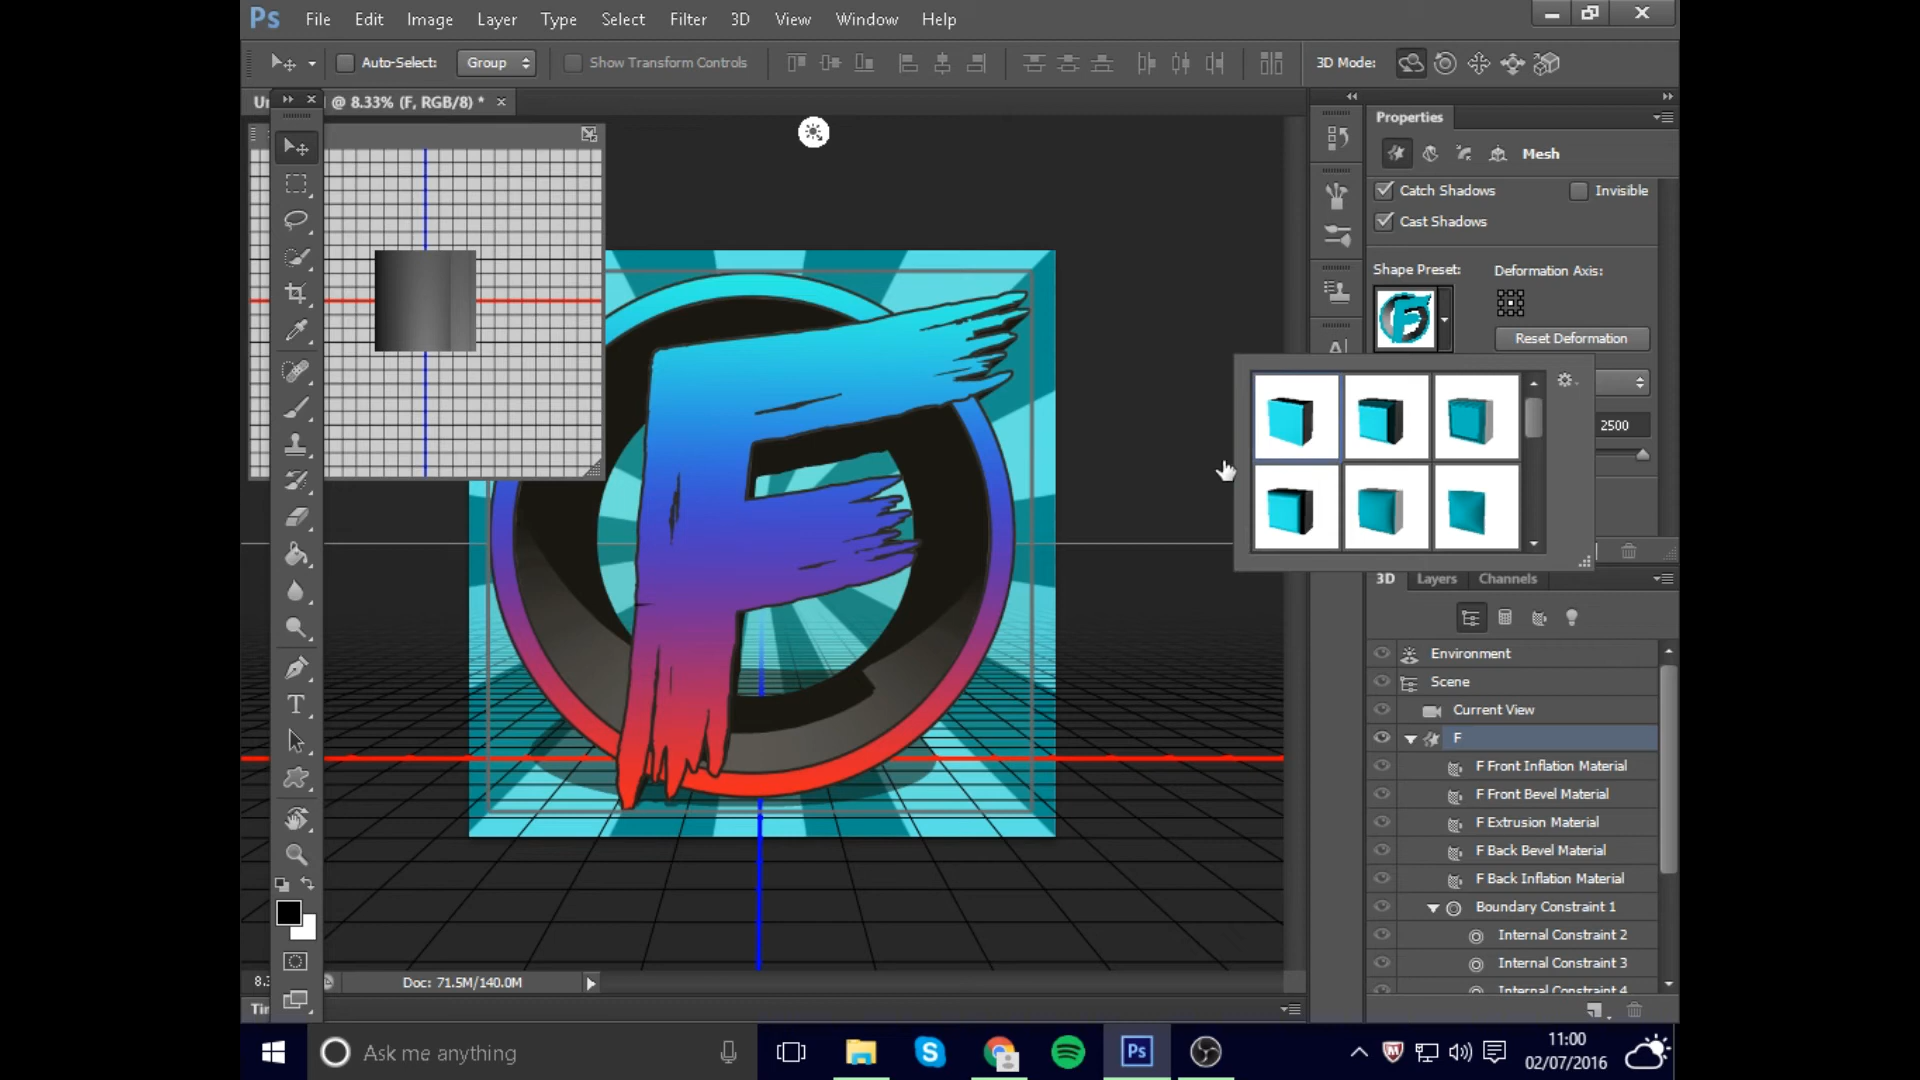 Ps File Edit Image Layer Type Select Filter 3D View Window Help
Auto-Select: Group Show Transform Controls 3D Mode:
@ 8.33% (F, RGB/8) *
Properties
Mesh
Catch Shadows Invisible
Cast Shadows
Shape Preset: Deformation Axis:
Reset Deformation
2500
F
3D Layers Channels
Environment
Scene
Current View
F
F Front Inflation Material
F Front Bevel Material
F Extrusion Material
F Back Bevel Material
F Back Inflation Material
Boundary Constraint 1
Internal Constraint 2
Internal Constraint 3
Internal Constraint 4
Doc: 71.5M/140.0M
Ask me anything
Ps
11:00
02/07/2016